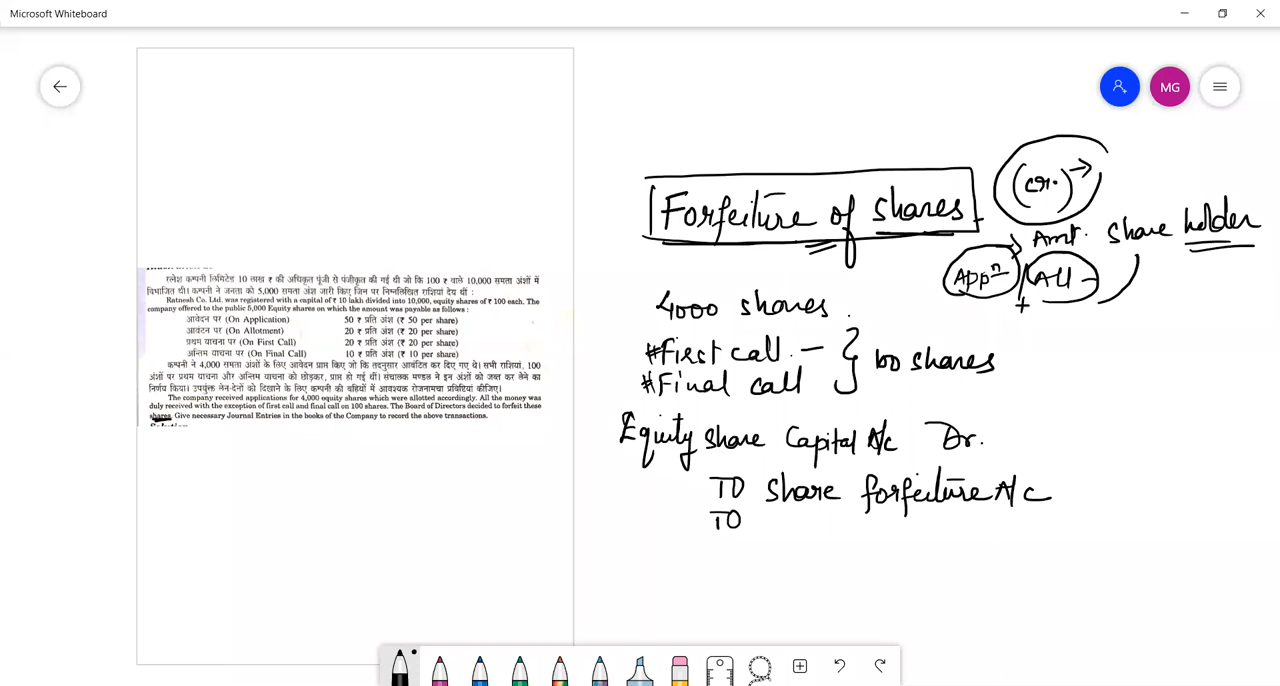 Microsoft Whiteboard
MG
रत्नेश कम्पनी लिमिटेड 10 लाख ₹ की अधिकृत पूंजी से पंजीकृत की गई थी जो कि 100 ₹ वाले 10,000 समता अंशों में
विभाजित थी। कम्पनी ने जनता को 5,000 समता अंश जारी किए जिन पर निम्नलिखित राशियां देय थीं :
Ratnesh Co. Ltd. was registered with a capital of ₹ 10 lakh divided into 10,000, equity shares of ₹ 100 each. The
company offered to the public 5,000 Equity shares on which the amount was payable as follows :
आवेदन पर (On Application) 50 ₹ प्रति अंश (₹ 50 per share)
आवंटन पर (On Allotment) 20 ₹ प्रति अंश (₹ 20 per share)
प्रथम याचना पर (On First Call) 20 ₹ प्रति अंश (₹ 20 per share)
अन्तिम याचना पर (On Final Call) 10 ₹ प्रति अंश (₹ 10 per share)
कम्पनी ने 4,000 समता अंशों के लिए आवेदन प्राप्त किए जो कि तदनुसार आवंटित कर दिए गए थे। सभी राशियां, 100
अंशों पर प्रथम याचना और अन्तिम याचना को छोड़कर, प्राप्त हो गई थीं। संचालक मण्डल ने इन अंशों को जब्त कर लेने का
निर्णय किया। उपर्युक्त लेन-देनों को दिखाने के लिए कम्पनी की बहियों में आवश्यक रोजनामचा प्रविष्टियां कीजिए।
The company received applications for 4,000 equity shares which were allotted accordingly. All the money was
duly received with the exception of first call and final call on 100 shares. The Board of Directors decided to forfeit these
shares. Give necessary Journal Entries in the books of the Company to record the above transactions.
Forfeiture of shares (cr.)
Amt. share holder
Appⁿ / All
+
4000 shares.
#First call - } 100 shares
#Final call
Equity share Capital A/c Dr.
TO share forfeiture A/c
TO